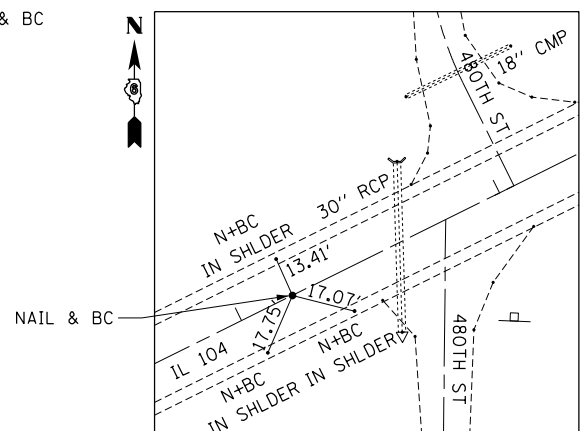 & BC
N
6
480TH ST
18" CMP
30" RCP
N+BC
IN SHLDER
13.41'
17.07'
NAIL & BC
17.75'
IL 104
N+BC
IN SHLDER
N+BC
IN SHLDER
480TH ST